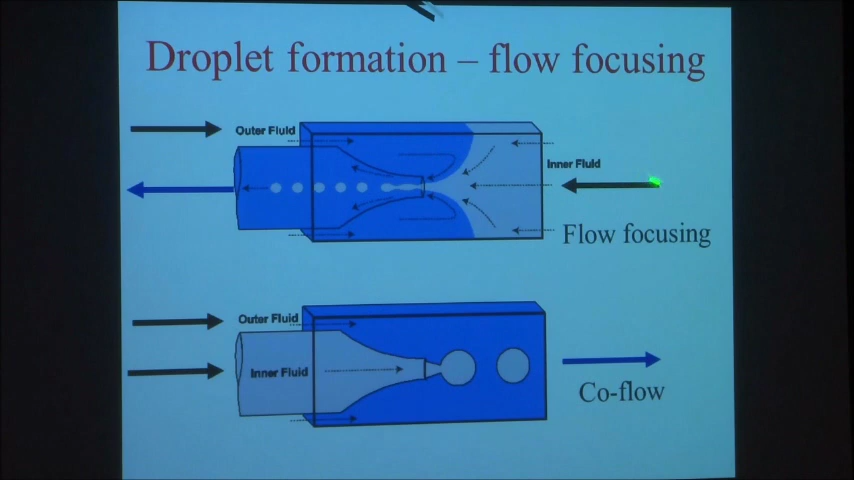 Droplet formation – flow focusing
Outer Fluid
Inner Fluid
Flow focusing
Outer Fluid
Inner Fluid
Co-flow